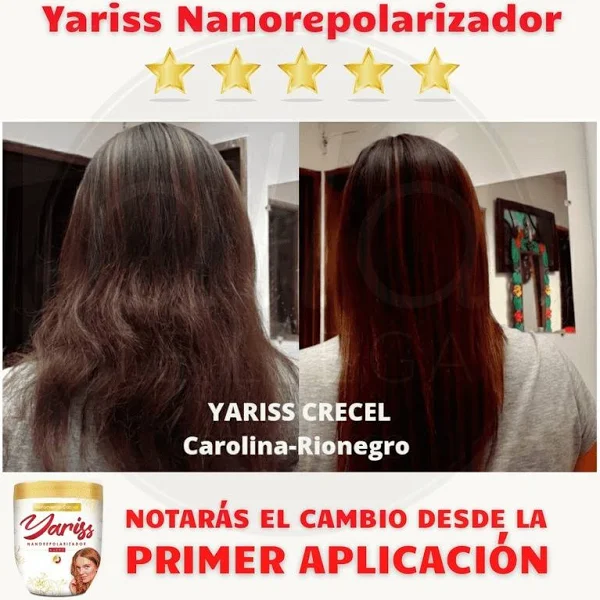 Yariss Nanorepolarizador
YARISS CRECEL
Carolina-Rionegro
Yariss
NANOREPOLARIZADOR
NOTARÁS EL CAMBIO DESDE LA
PRIMER APLICACIÓN